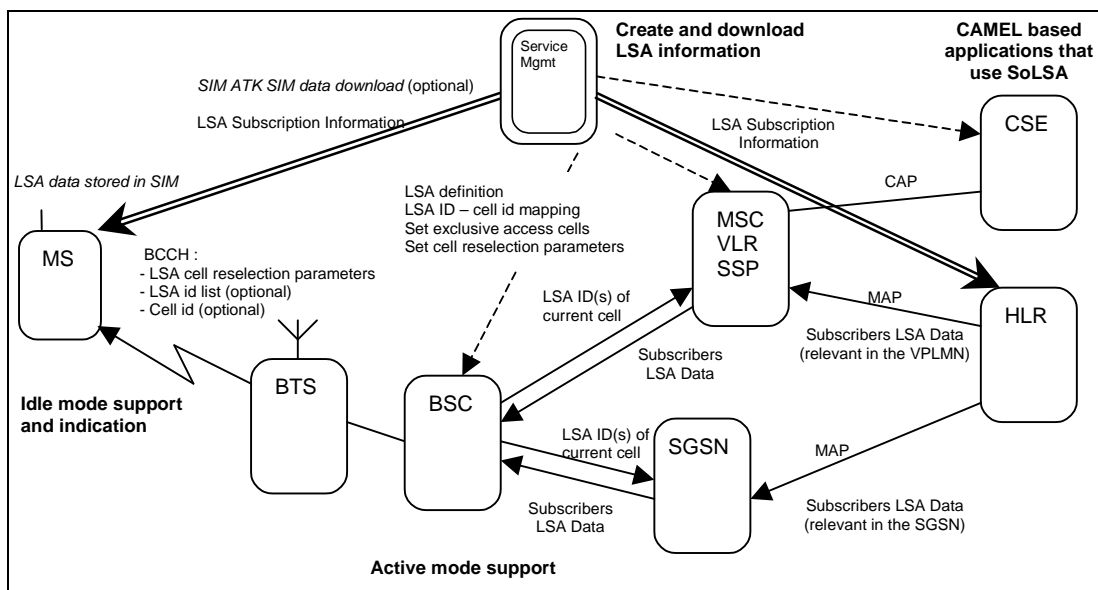 Service
Mgmt
Create and download
LSA information
CAMEL based
applications that
use SoLSA
SIM ATK SIM data download (optional)
LSA Subscription Information
LSA Subscription
Information
CSE
LSA data stored in SIM
CAP
LSA definition
LSA ID – cell id mapping
Set exclusive access cells
Set cell reselection parameters
MSC
VLR
SSP
MS
BCCH :
- LSA cell reselection parameters
- LSA id list (optional)
- Cell id (optional)
LSA ID(s) of
current cell
MAP
HLR
Subscribers LSA Data
(relevant in the VPLMN)
Subscribers
LSA Data
BTS
BSC
Idle mode support
and indication
LSA ID(s) of
current cell
SGSN
MAP
Subscribers
LSA Data
Subscribers LSA Data
(relevant in the SGSN)
Active mode support